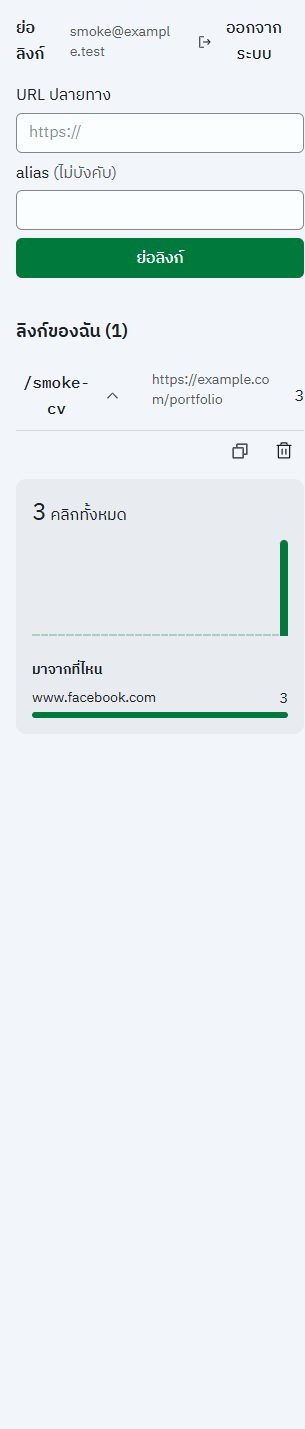 ย่อ
ลิงก์
smoke@exampl
e.test
ออกจาก
ระบบ
URL ปลายทาง
https://
alias (ไม่บังคับ)
ย่อลิงก์
ลิงก์ของฉัน (1)
/smoke-
cv
https://example.co
m/portfolio
3
3 คลิกทั้งหมด
มาจากที่ไหน
www.facebook.com 3